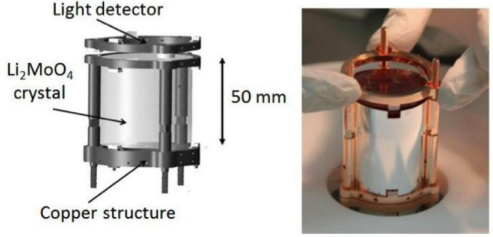 Light detector
Li₂MoO₄
crystal
50 mm
Copper structure